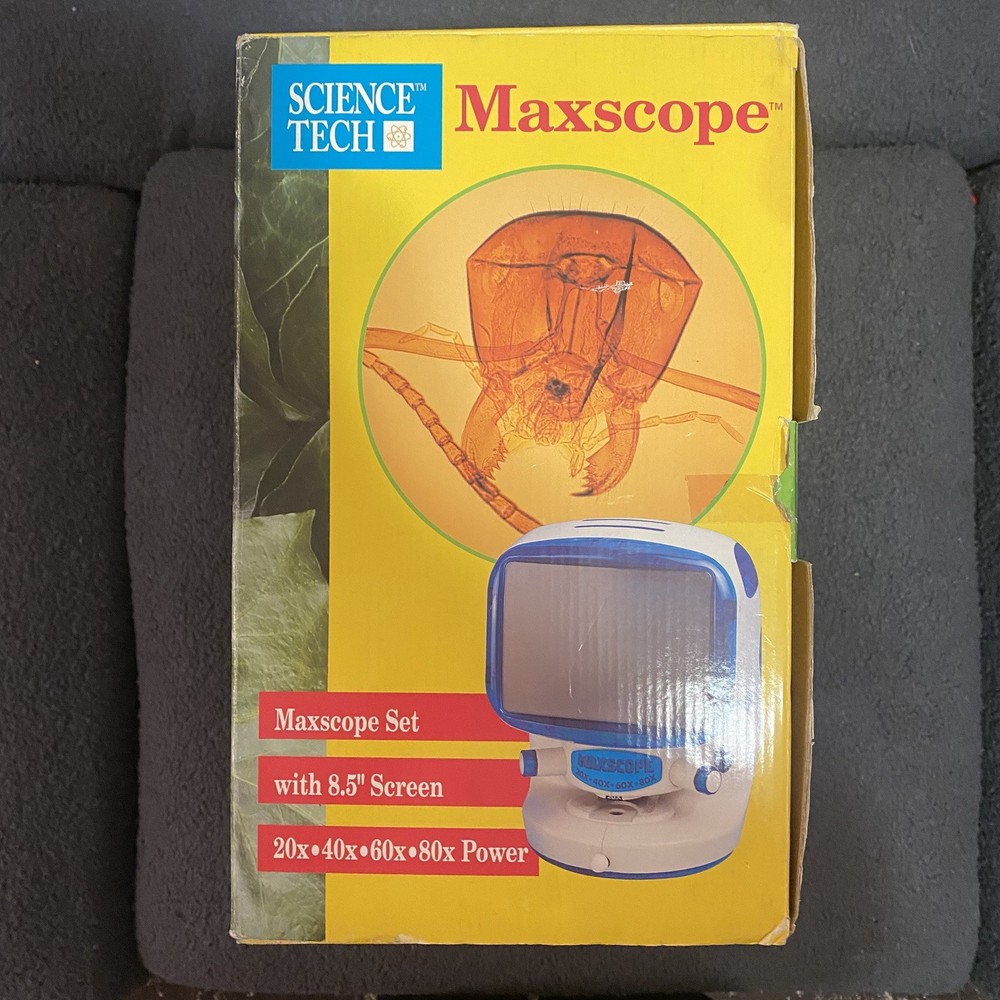 SCIENCE™
TECH
Maxscope™
Maxscope Set
with 8.5" Screen
20x•40x•60x•80x Power
MAXSCOPE
20X•40X•60X•80X